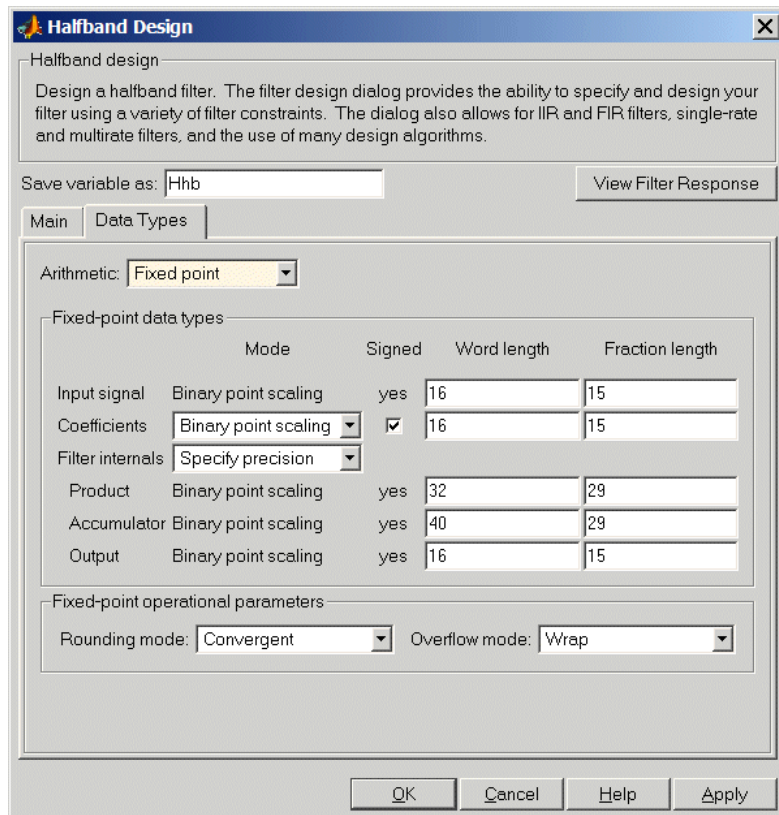 Halfband Design
Halfband design
Design a halfband filter. The filter design dialog provides the ability to specify and design your
filter using a variety of filter constraints. The dialog also allows for IIR and FIR filters, single-rate
and multirate filters, and the use of many design algorithms.
Save variable as: Hhb View Filter Response
Main Data Types
Arithmetic: Fixed point
Fixed-point data types
Mode Signed Word length Fraction length
Input signal Binary point scaling yes 16 15
Coefficients Binary point scaling 16 15
Filter internals Specify precision
Product Binary point scaling yes 32 29
Accumulator Binary point scaling yes 40 29
Output Binary point scaling yes 16 15
Fixed-point operational parameters
Rounding mode: Convergent Overflow mode: Wrap
OK Cancel Help Apply